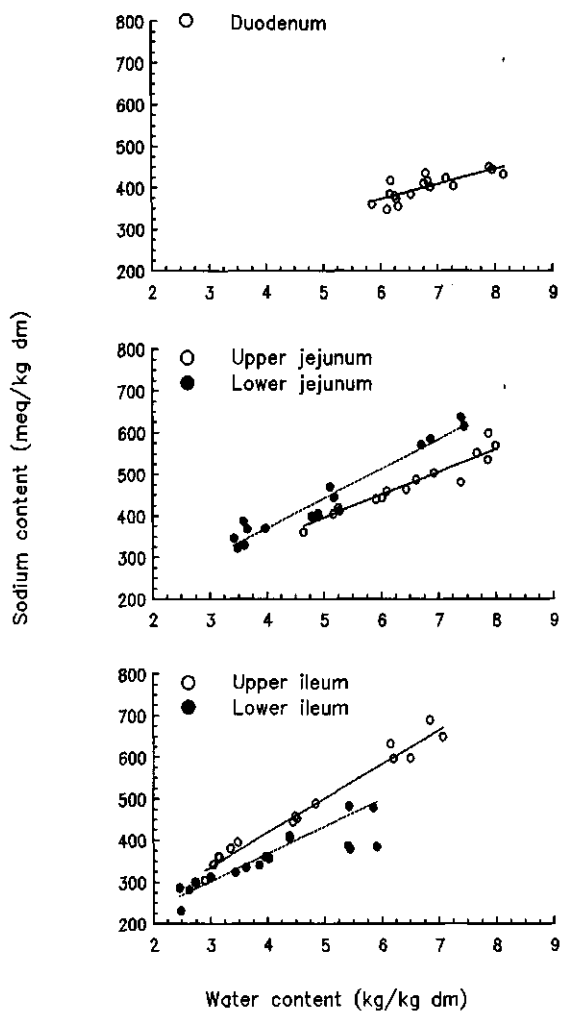 800
Duodenum
700
600
500
400
300
200
2 3 4 5 6 7 8 9
Sodium content (meq/kg dm)
800
Upper jejunum
700
Lower jejunum
600
500
400
300
200
2 3 4 5 6 7 8 9
800
Upper ileum
700
Lower ileum
600
500
400
300
200
2 3 4 5 6 7 8 9
Water content (kg/kg dm)